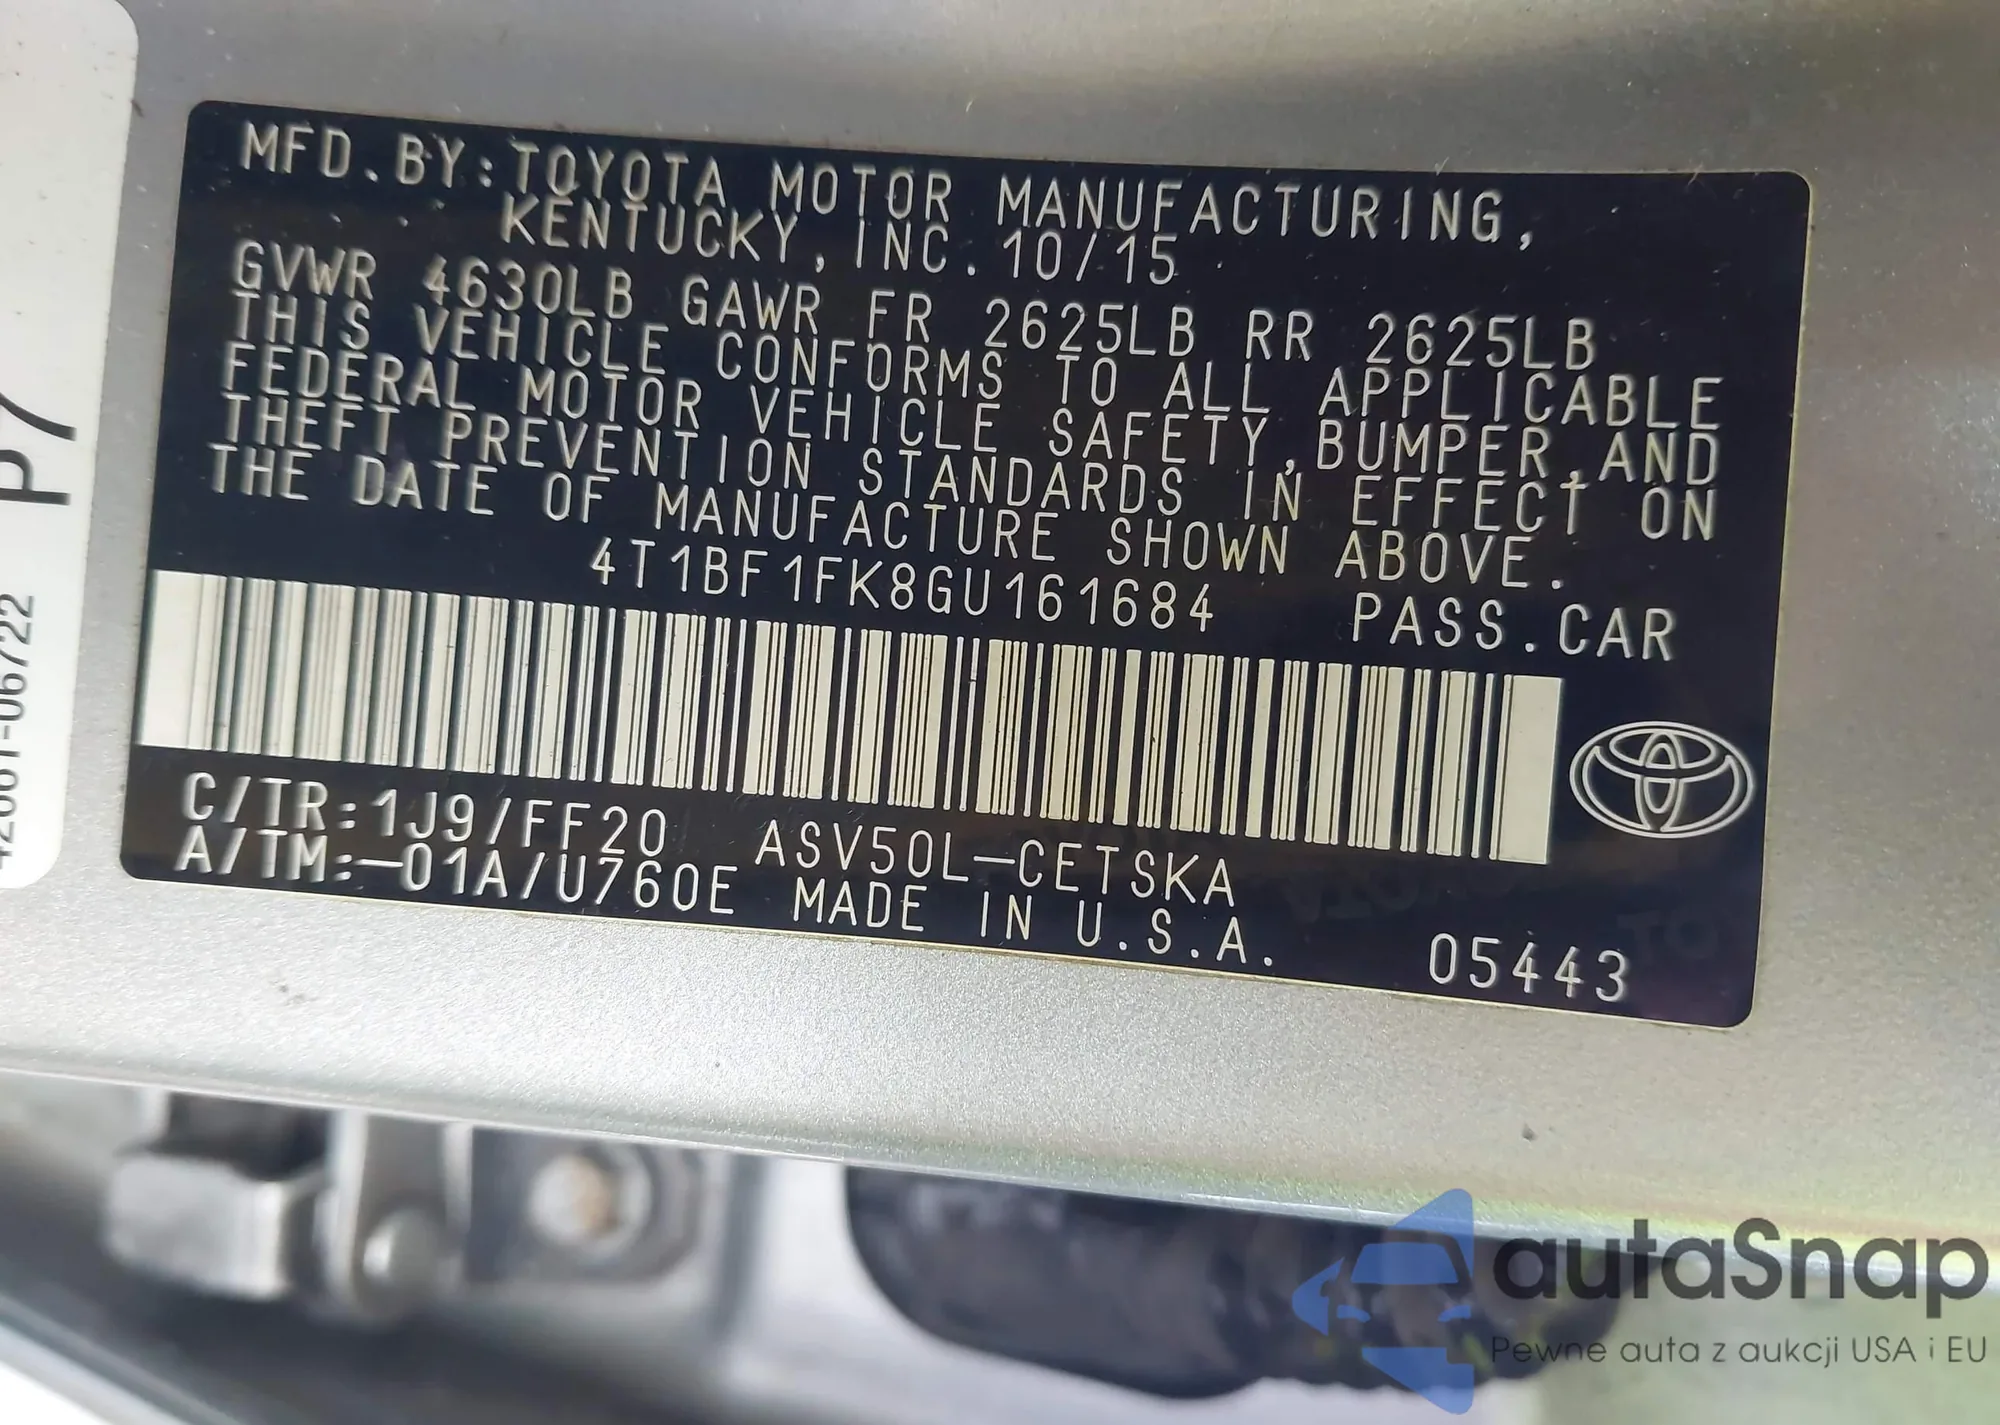 MFD.BY:TOYOTA MOTOR MANUFACTURING,
KENTUCKY, INC. 10/15
GVWR 4630LB GAWR FR 2625LB RR 2625LB
THIS VEHICLE CONFORMS TO ALL APPLICABLE
FEDERAL MOTOR VEHICLE SAFETY,BUMPER,AND
THEFT PREVENTION STANDARDS IN EFFECT ON
THE DATE OF MANUFACTURE SHOWN ABOVE.
4T1BF1FK8GU161684 PASS.CAR
C/TR:1J9/FF20 ASV50L-CETSKA
A/TM:-01A/U760E MADE IN U.S.A. 05443
P7
autaSnap
Pewne auta z aukcji USA i EU